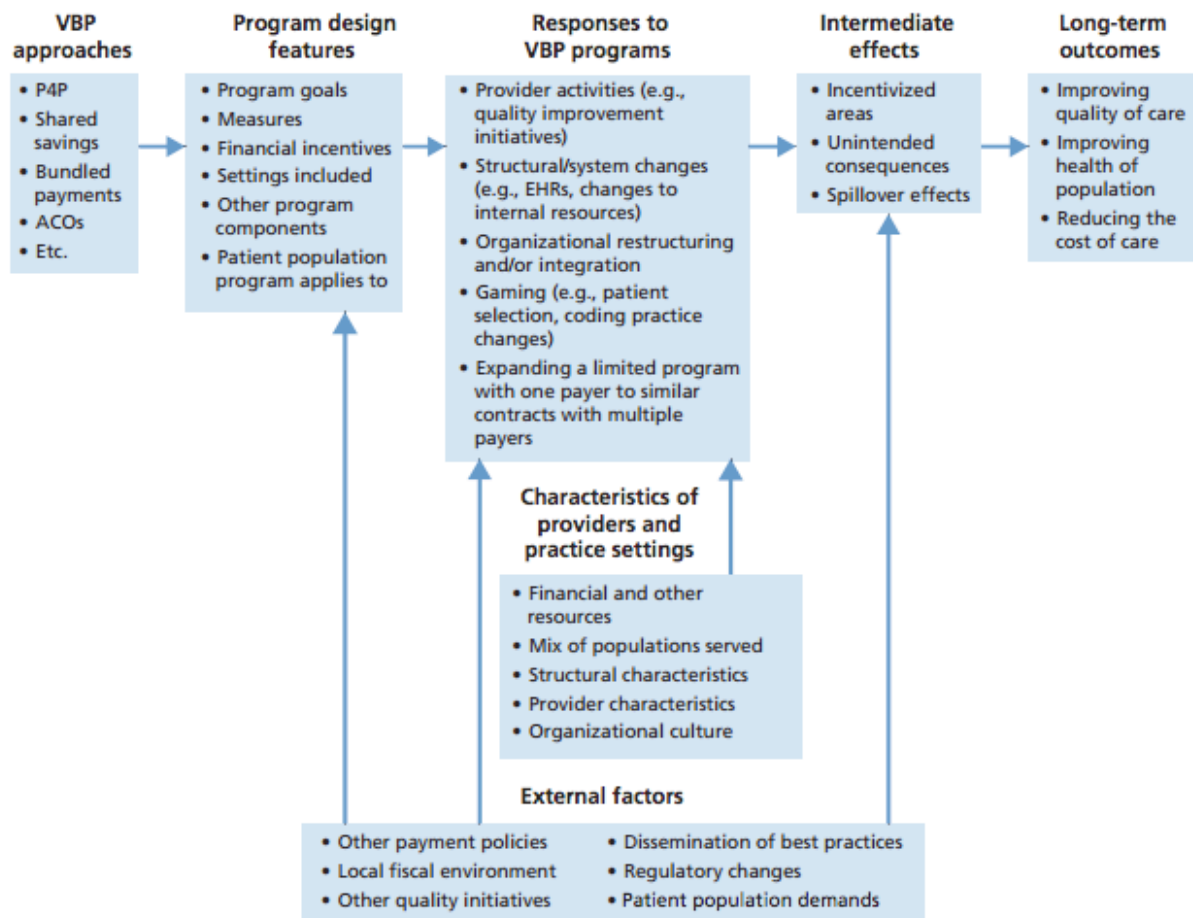 VBP
approaches
• P4P
• Shared
savings
• Bundled
payments
• ACOs
• Etc.
Program design
features
• Program goals
• Measures
• Financial incentives
• Settings included
• Other program
components
• Patient population
program applies to
Responses to
VBP programs
• Provider activities (e.g.,
quality improvement
initiatives)
• Structural/system changes
(e.g., EHRs, changes to
internal resources)
• Organizational restructuring
and/or integration
• Gaming (e.g., patient
selection, coding practice
changes)
• Expanding a limited program
with one payer to similar
contracts with multiple
payers
Intermediate
effects
• Incentivized
areas
• Unintended
consequences
• Spillover effects
Long-term
outcomes
• Improving
quality of care
• Improving
health of
population
• Reducing the
cost of care
Characteristics of
providers and
practice settings
• Financial and other
resources
• Mix of populations served
• Structural characteristics
• Provider characteristics
• Organizational culture
External factors
• Other payment policies
• Local fiscal environment
• Other quality initiatives
• Dissemination of best practices
• Regulatory changes
• Patient population demands